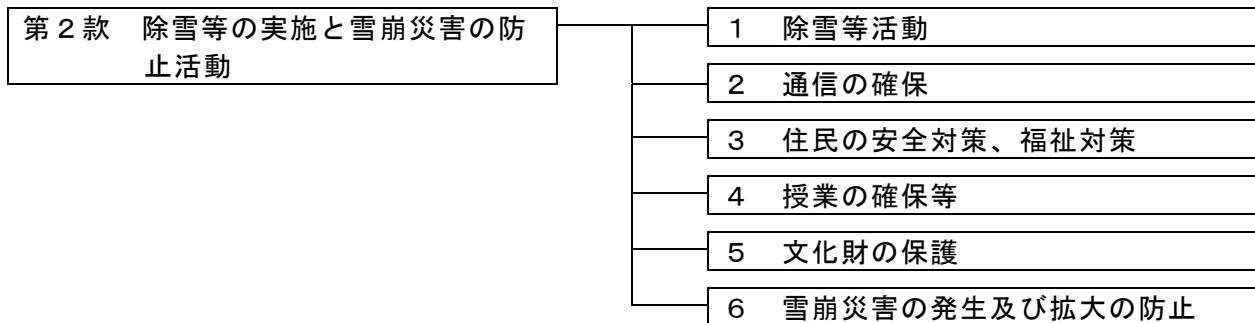 第２款　除雪等の実施と雪崩災害の防
止活動
１　除雪等活動
２　通信の確保
３　住民の安全対策、福祉対策
４　授業の確保等
５　文化財の保護
６　雪崩災害の発生及び拡大の防止